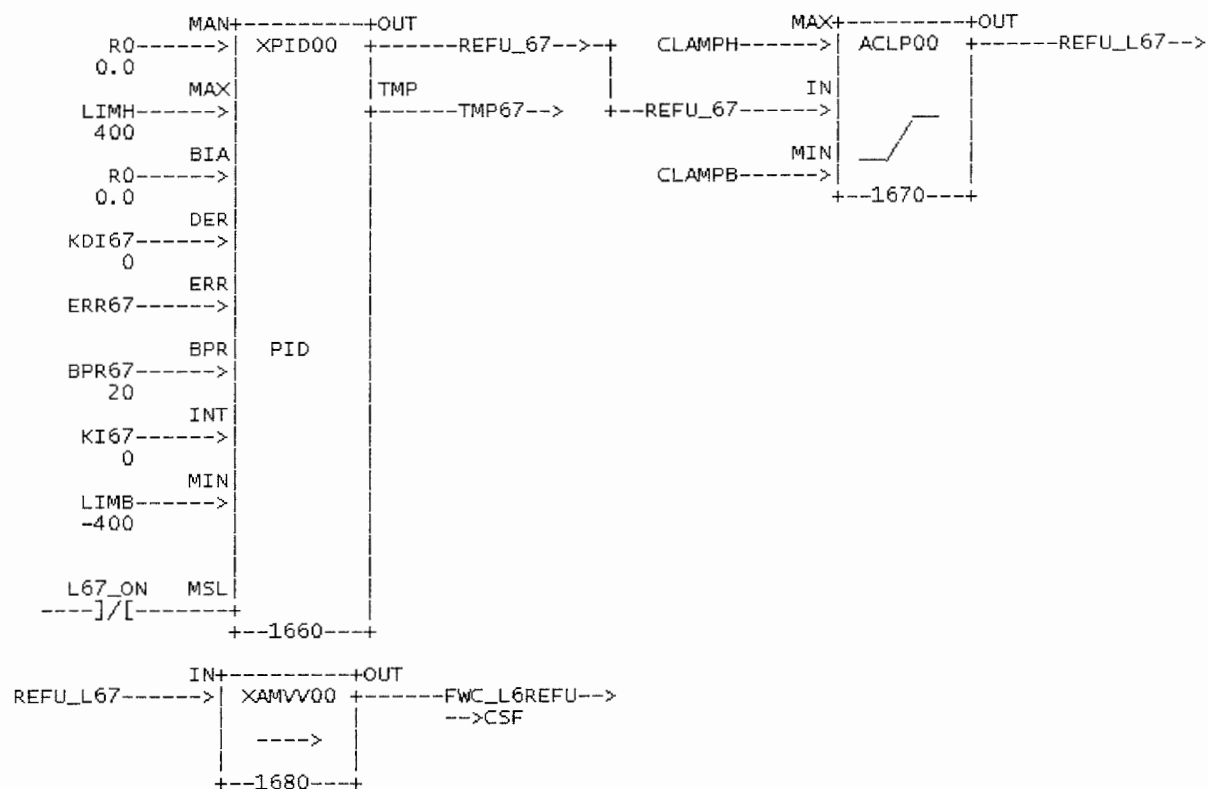 MAN+----------+OUT MAX+----------+OUT
R0------>| XPID00 +------REFU_67-->-+ CLAMPH------>| ACLP00 +------REFU_L67-->
0.0
MAX TMP IN
LIMH------> +------TMP67--> +--REFU_67------>
400
BIA MIN
R0------> CLAMPB------>
0.0 +---1670---+
DER
KDI67------>
0
ERR
ERR67------>
BPR PID
BPR67------>
20
INT
KI67------>
0
MIN
LIMB------>
-400
L67_ON MSL
----]/[-------+
+--1660---+
IN+----------+OUT
REFU_L67------>| XAMVV00 +------FWC_L6REFU-->
-->CSF
---->
+--1680---+